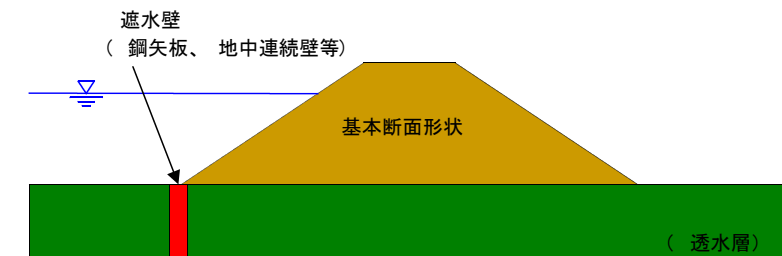 遮水壁
（ 鋼矢板、 地中連続壁等）
基本断面形状
（ 透水層）